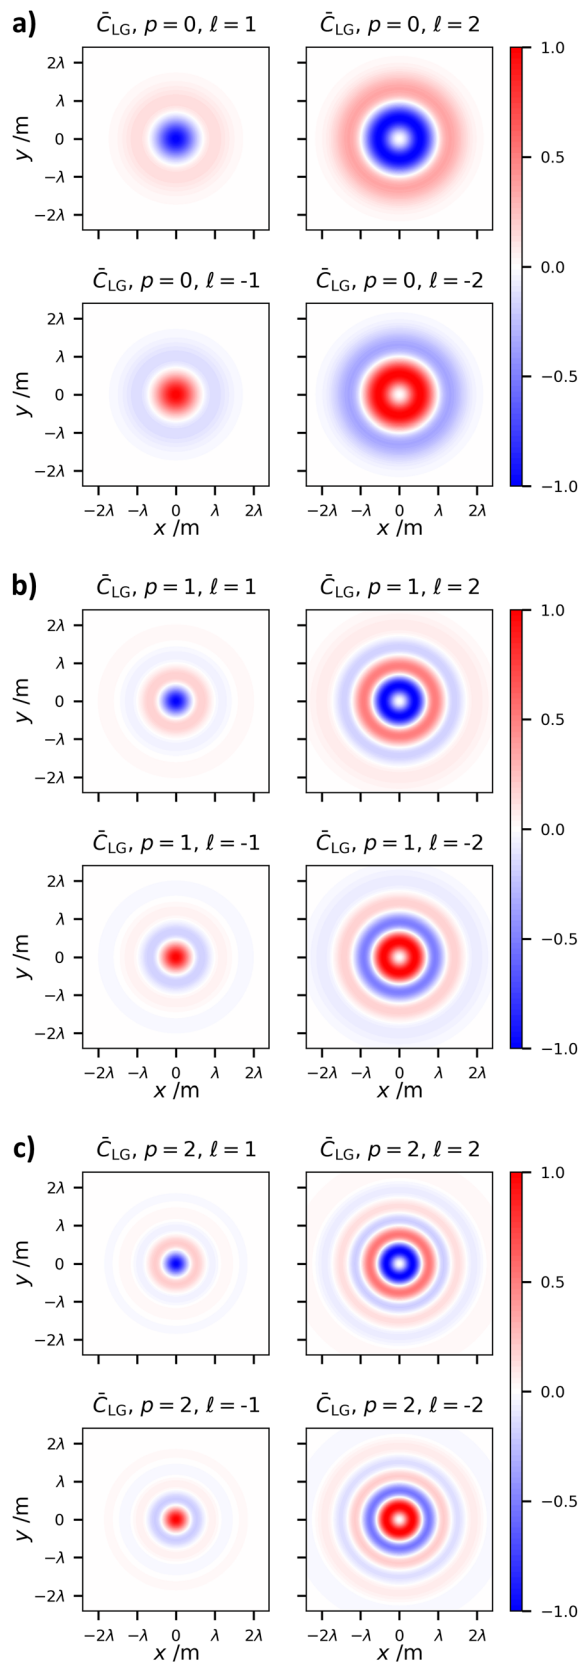 a)
C̄LG, p = 0, ℓ = 1
C̄LG, p = 0, ℓ = 2
2λ
λ
0
−λ
−2λ
y /m
C̄LG, p = 0, ℓ = -1
C̄LG, p = 0, ℓ = -2
2λ
λ
0
−λ
−2λ
y /m
−2λ −λ 0 λ 2λ
−2λ −λ 0 λ 2λ
x /m
x /m
1.0
0.5
0.0
−0.5
−1.0
b)
C̄LG, p = 1, ℓ = 1
C̄LG, p = 1, ℓ = 2
2λ
λ
0
−λ
−2λ
y /m
C̄LG, p = 1, ℓ = -1
C̄LG, p = 1, ℓ = -2
2λ
λ
0
−λ
−2λ
y /m
−2λ −λ 0 λ 2λ
−2λ −λ 0 λ 2λ
x /m
x /m
1.0
0.5
0.0
−0.5
−1.0
c)
C̄LG, p = 2, ℓ = 1
C̄LG, p = 2, ℓ = 2
2λ
λ
0
−λ
−2λ
y /m
C̄LG, p = 2, ℓ = -1
C̄LG, p = 2, ℓ = -2
2λ
λ
0
−λ
−2λ
y /m
−2λ −λ 0 λ 2λ
−2λ −λ 0 λ 2λ
x /m
x /m
1.0
0.5
0.0
−0.5
−1.0